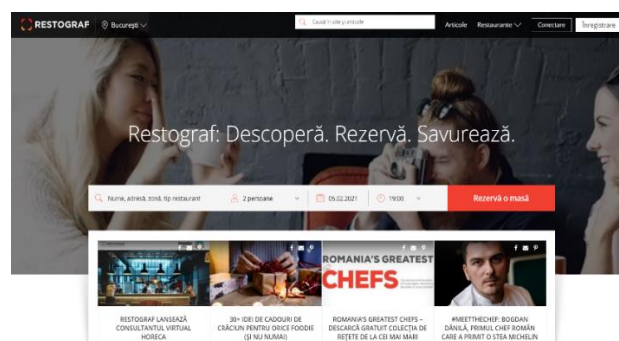 RESTOGRAF
București
Caută în site și articole
Articole
Restaurante
Conectare
Înregistrare
Restograf: Descoperă. Rezervă. Savurează.
Nume, adresă, zonă, tip restaurant
2 persoane
05.02.2021
19:00
Rezervă o masă
ROMANIA'S GREATEST
CHEFS
RESTOGRAF LANSEAZĂ
CONSULTANTUL VIRTUAL
HORECA
30+ IDEI DE CADOURI DE
CRĂCIUN PENTRU ORICE FOODIE
(ȘI NU NUMAI)
ROMANIA'S GREATEST CHEFS –
DESCARCĂ GRATUIT COLECȚIA DE
REȚETE DE LA CEI MAI MARI
#MEETTHECHEF: BOGDAN
DĂNILĂ, PRIMUL CHEF ROMÂN
CARE A PRIMIT O STEA MICHELIN